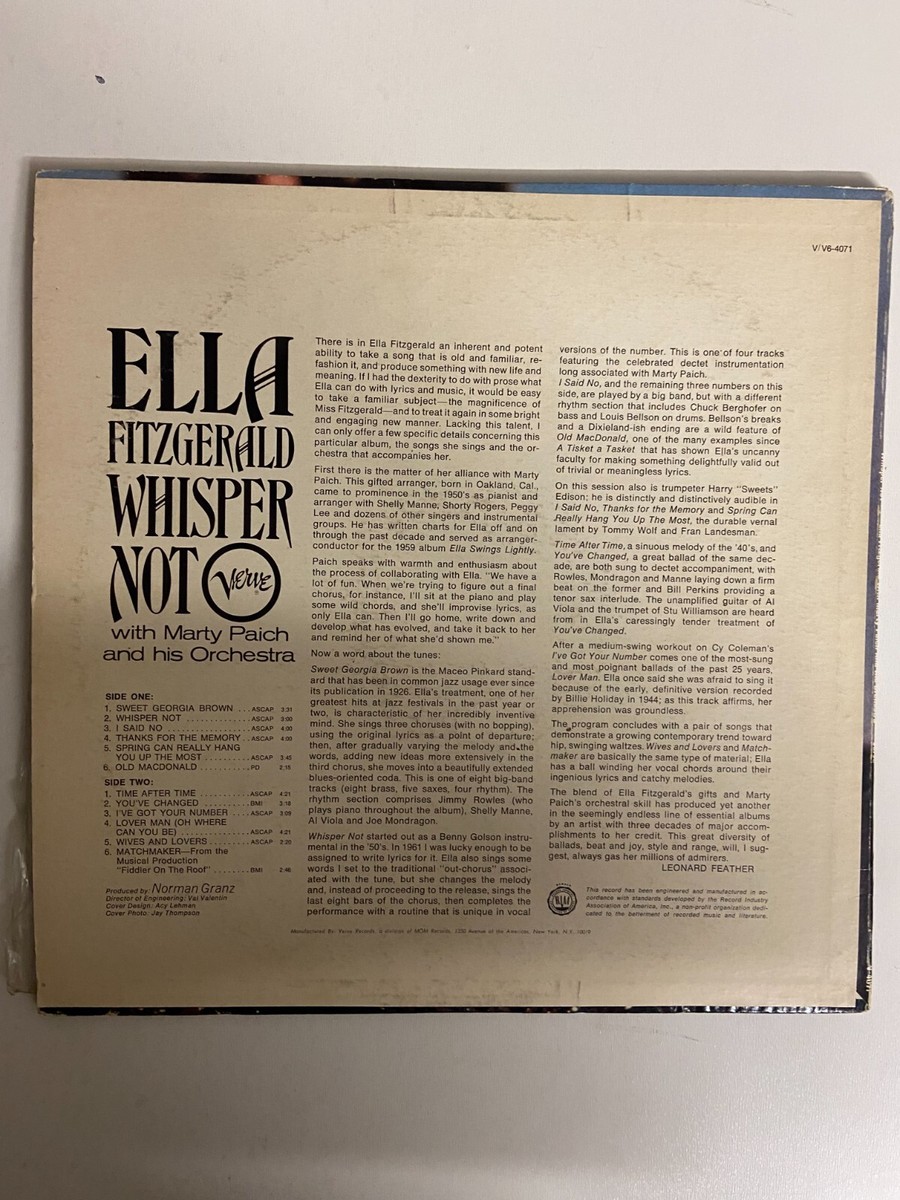 V/V6-4071
ELLA
FITZGERALD
WHISPER
NOT Verve
with Marty Paich
and his Orchestra
SIDE ONE:
1. SWEET GEORGIA BROWN ...ASCAP 3:31
2. WHISPER NOT ...............ASCAP 3:00
3. I SAID NO ...................ASCAP 4:00
4. THANKS FOR THE MEMORY ..ASCAP 4:00
5. SPRING CAN REALLY HANG
YOU UP THE MOST ..........ASCAP 3:45
6. OLD MACDONALD ..........PD 2:15
SIDE TWO:
1. TIME AFTER TIME ..........ASCAP 4:21
2. YOU'VE CHANGED ..........BMI 3:18
3. I'VE GOT YOUR NUMBER ....ASCAP 3:09
4. LOVER MAN (OH WHERE
CAN YOU BE) ...............ASCAP 4:21
5. WIVES AND LOVERS .......ASCAP 2:20
6. MATCHMAKER—From the
Musical Production
"Fiddler On The Roof" ........BMI 2:46
Produced by: Norman Granz
Director of Engineering: Val Valentin
Cover Design: Acy Lehman
Cover Photo: Jay Thompson
There is in Ella Fitzgerald an inherent and potent
ability to take a song that is old and familiar, re-
fashion it, and produce something with new life and
meaning. If I had the dexterity to do with prose what
Ella can do with lyrics and music, it would be easy
to take a familiar subject—the magnificence of
Miss Fitzgerald—and to treat it again in some bright
and engaging new manner. Lacking this talent, I
can only offer a few specific details concerning this
particular album, the songs she sings and the or-
chestra that accompanies her.
First there is the matter of her alliance with Marty
Paich. This gifted arranger, born in Oakland, Cal.,
came to prominence in the 1950's as pianist and
arranger with Shelly Manne, Shorty Rogers, Peggy
Lee and dozens of other singers and instrumental
groups. He has written charts for Ella off and on
through the past decade and served as arranger-
conductor for the 1959 album Ella Swings Lightly.
Paich speaks with warmth and enthusiasm about
the process of collaborating with Ella. "We have a
lot of fun. When we're trying to figure out a final
chorus, for instance, I'll sit at the piano and play
some wild chords, and she'll improvise lyrics, as
only Ella can. Then I'll go home, write down and
develop what has evolved, and take it back to her
and remind her of what she'd shown me."
Now a word about the tunes:
Sweet Georgia Brown is the Maceo Pinkard stand-
ard that has been in common jazz usage ever since
its publication in 1926. Ella's treatment, one of her
greatest hits at jazz festivals in the past year or
two, is characteristic of her incredibly inventive
mind. She sings three choruses (with no bopping),
using the original lyrics as a point of departure;
then, after gradually varying the melody and the
words, adding new ideas more extensively in the
third chorus, she moves into a beautifully extended
blues-oriented coda. This is one of eight big-band
tracks (eight brass, five saxes, four rhythm). The
rhythm section comprises Jimmy Rowles (who
plays piano throughout the album), Shelly Manne,
Al Viola and Joe Mondragon.
Whisper Not started out as a Benny Golson instru-
mental in the '50's. In 1961 I was lucky enough to be
assigned to write lyrics for it. Ella also sings some
words I set to the traditional "out-chorus" associ-
ated with the tune, but she changes the melody
and, instead of proceeding to the release, sings the
last eight bars of the chorus, then completes the
performance with a routine that is unique in vocal
versions of the number. This is one of four tracks
featuring the celebrated dectet instrumentation
long associated with Marty Paich.
I Said No, and the remaining three numbers on this
side, are played by a big band, but with a different
rhythm section that includes Chuck Berghofer on
bass and Louis Bellson on drums. Bellson's breaks
and a Dixieland-ish ending are a wild feature of
Old MacDonald, one of the many examples since
A Tisket a Tasket that has shown Ella's uncanny
faculty for making something delightfully valid out
of trivial or meaningless lyrics.
On this session also is trumpeter Harry "Sweets"
Edison; he is distinctly and distinctively audible in
I Said No, Thanks for the Memory and Spring Can
Really Hang You Up The Most, the durable vernal
lament by Tommy Wolf and Fran Landesman.
Time After Time, a sinuous melody of the '40's, and
You've Changed, a great ballad of the same dec-
ade, are both sung to dectet accompaniment, with
Rowles, Mondragon and Manne laying down a firm
beat on the former and Bill Perkins providing a
tenor sax interlude. The unamplified guitar of Al
Viola and the trumpet of Stu Williamson are heard
from in Ella's caressingly tender treatment of
You've Changed.
After a medium-swing workout on Cy Coleman's
I've Got Your Number comes one of the most-sung
and most poignant ballads of the past 25 years,
Lover Man. Ella once said she was afraid to sing it
because of the early, definitive version recorded
by Billie Holiday in 1944; as this track affirms, her
apprehension was groundless.
The program concludes with a pair of songs that
demonstrate a growing contemporary trend toward
hip, swinging waltzes. Wives and Lovers and Match-
maker are basically the same type of material; Ella
has a ball winding her vocal chords around their
ingenious lyrics and catchy melodies.
The blend of Ella Fitzgerald's gifts and Marty
Paich's orchestral skill has produced yet another
in the seemingly endless line of essential albums
by an artist with three decades of major accom-
plishments to her credit. This great diversity of
ballads, beat and joy, style and range, will, I sug-
gest, always gas her millions of admirers.
LEONARD FEATHER
This record has been engineered and manufactured in ac-
cordance with standards developed by the Record Industry
Association of America, Inc., a non-profit organization dedi-
cated to the betterment of recorded music and literature.
Manufactured By: Verve Records, a division of MGM Records, 1350 Avenue of the Americas, New York, N.Y. 10019